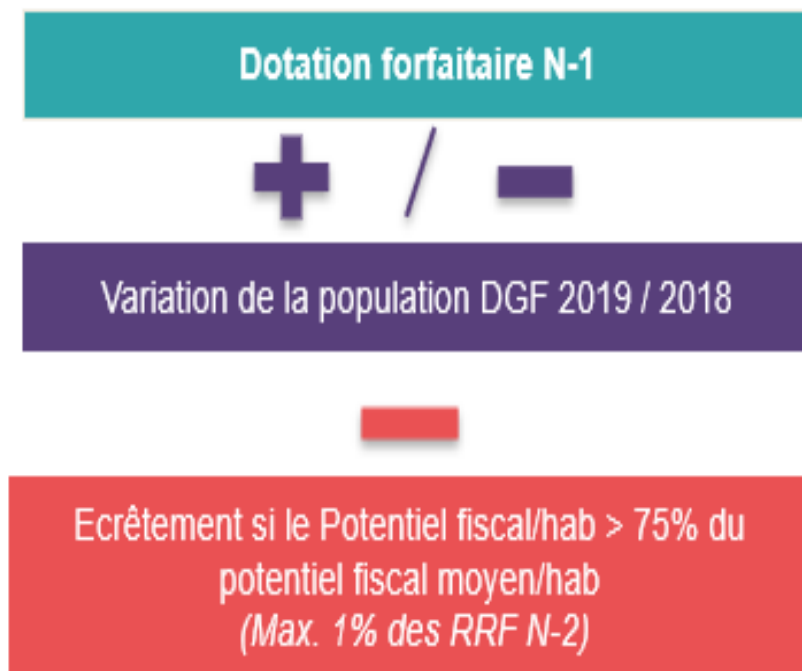 Dotation forfaitaire N-1
+ / -
Variation de la population DGF 2019 / 2018
-
Ecrêtement si le Potentiel fiscal/hab > 75% du
potentiel fiscal moyen/hab
(Max. 1% des RRF N-2)